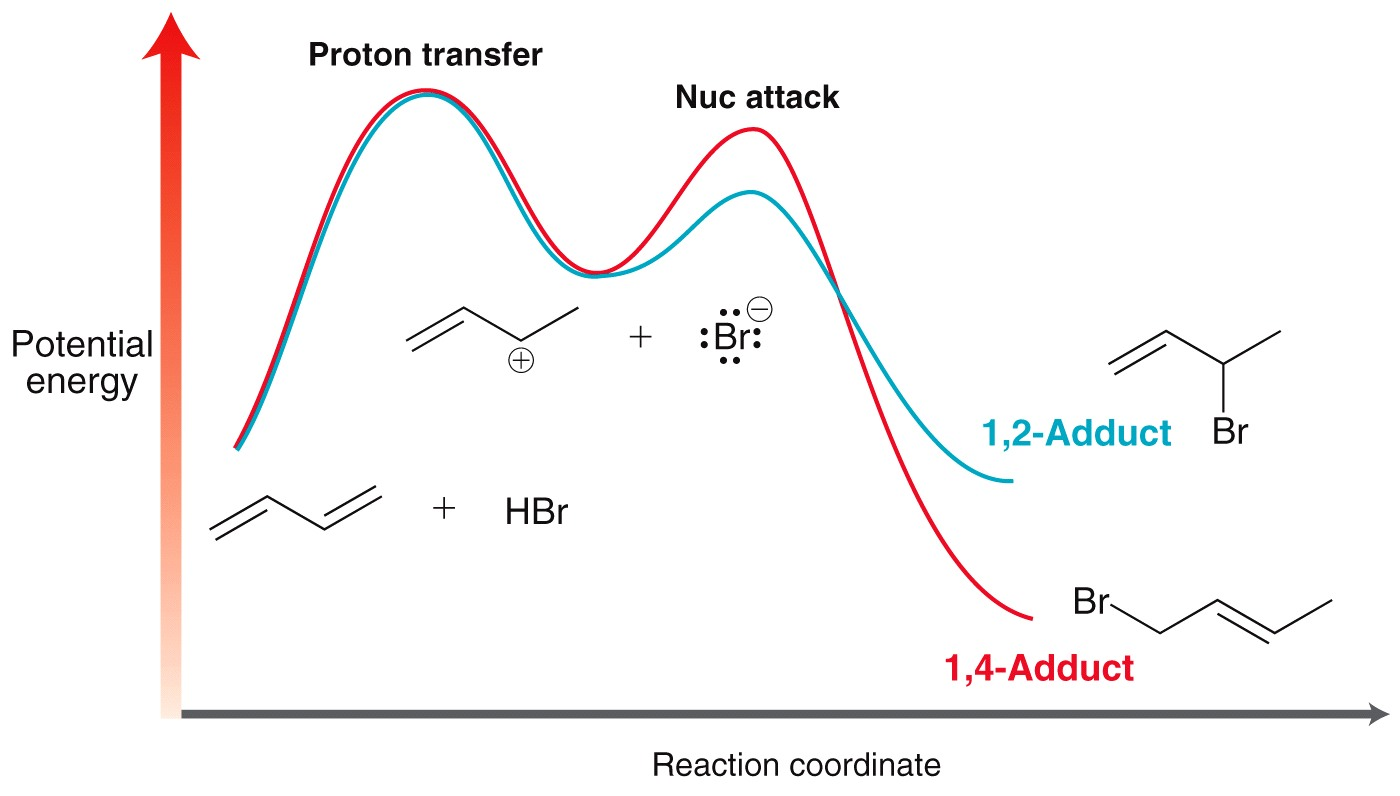 Proton transfer
Nuc attack
Potential
energy
+
:Br:
⊖
⊕
1,2-Adduct
Br
+
HBr
Br
1,4-Adduct
Reaction coordinate